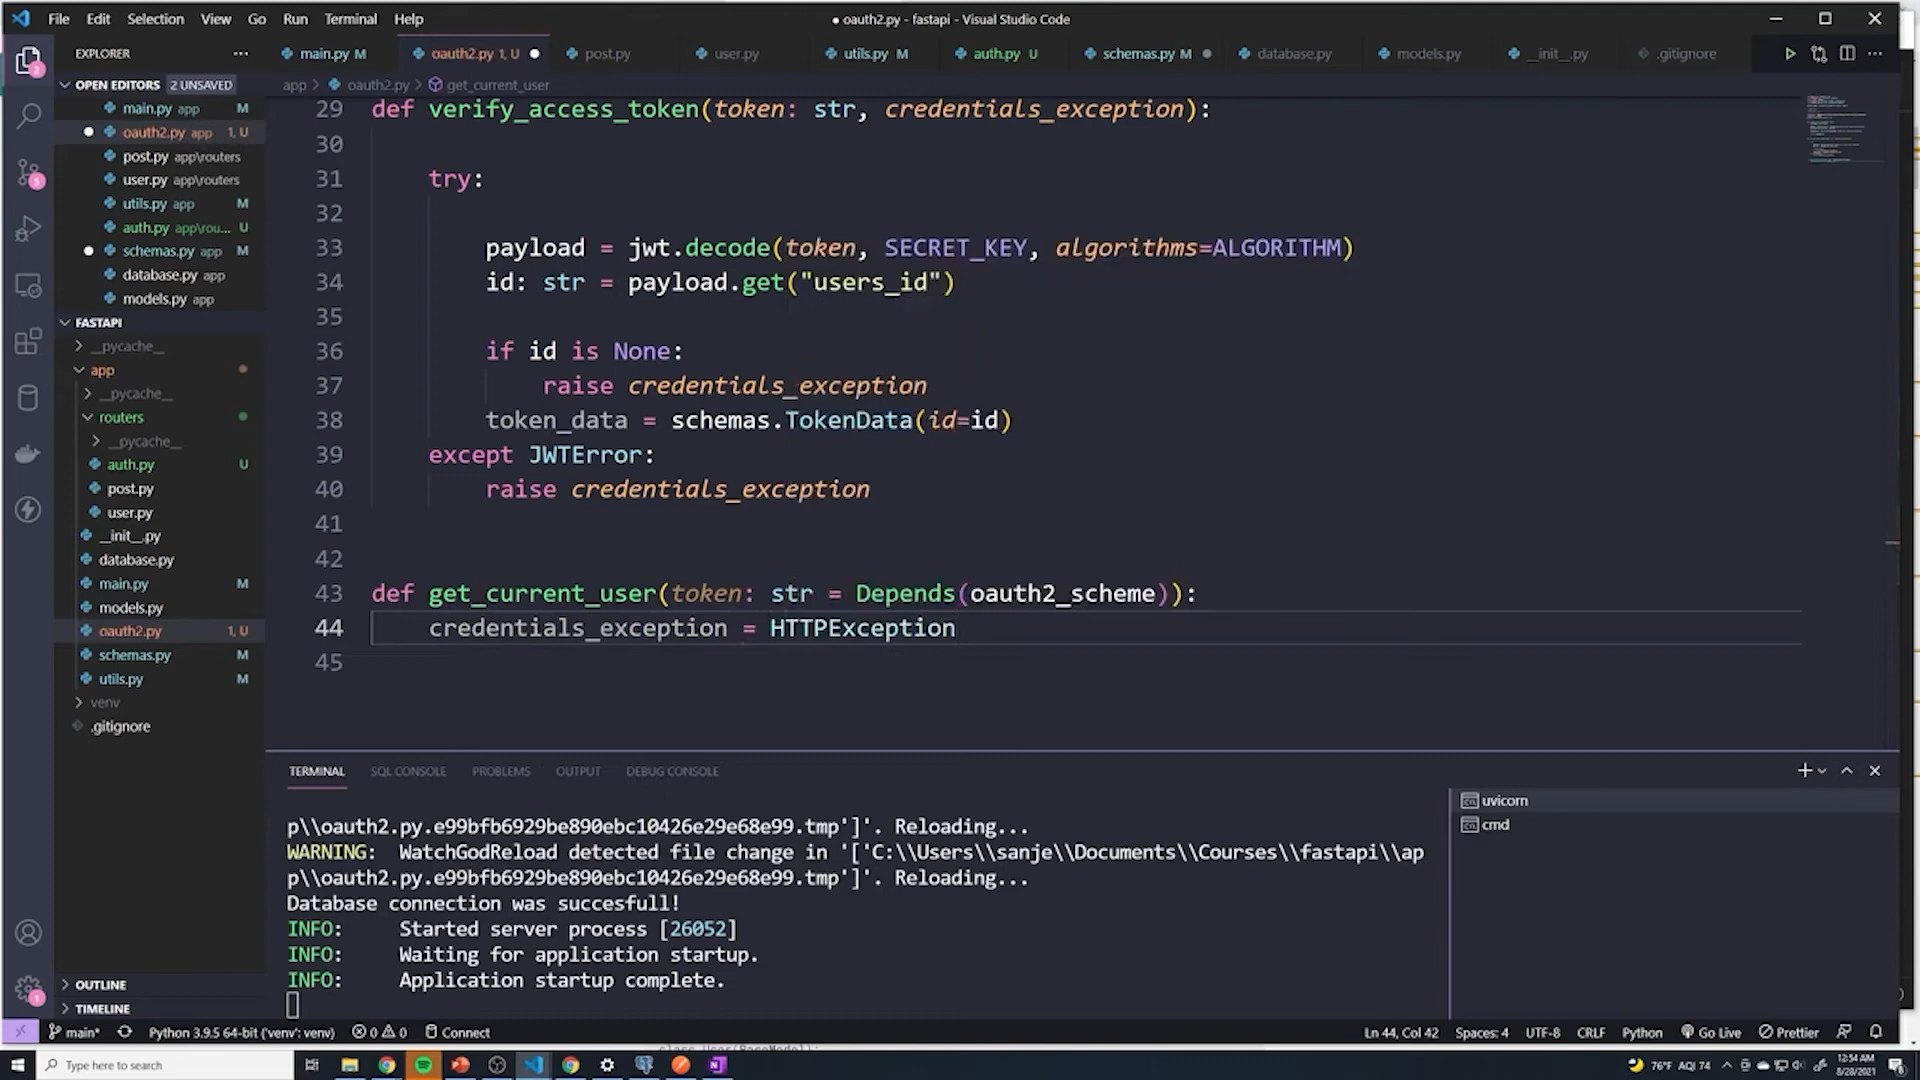 File Edit Selection View Go Run Terminal Help
● oauth2.py - fastapi - Visual Studio Code
EXPLORER
main.py M
oauth2.py 1, U
post.py
user.py
utils.py M
auth.py U
schemas.py M
database.py
models.py
__init__.py
.gitignore
OPEN EDITORS 2 UNSAVED
app > oauth2.py > get_current_user
main.py app M
oauth2.py app 1, U
post.py app\routers
user.py app\routers
utils.py app M
auth.py app\rou... U
schemas.py app M
database.py app
models.py app
FASTAPI
__pycache__
app
__pycache__
routers
__pycache__
auth.py U
post.py
user.py
__init__.py
database.py
main.py M
models.py
oauth2.py 1, U
schemas.py M
utils.py M
venv
.gitignore
OUTLINE
TIMELINE
29 def verify_access_token(token: str, credentials_exception):
30
31 try:
32
33 payload = jwt.decode(token, SECRET_KEY, algorithms=ALGORITHM)
34 id: str = payload.get("users_id")
35
36 if id is None:
37 raise credentials_exception
38 token_data = schemas.TokenData(id=id)
39 except JWTError:
40 raise credentials_exception
41
42
43 def get_current_user(token: str = Depends(oauth2_scheme)):
44 credentials_exception = HTTPException
45
TERMINAL SQL CONSOLE PROBLEMS OUTPUT DEBUG CONSOLE
p\\oauth2.py.e99bfb6929be890ebc10426e29e68e99.tmp']'. Reloading...
WARNING: WatchGodReload detected file change in '['C:\\Users\\sanje\\Documents\\Courses\\fastapi\\ap
p\\oauth2.py.e99bfb6929be890ebc10426e29e68e99.tmp']'. Reloading...
Database connection was succesfull!
INFO: Started server process [26052]
INFO: Waiting for application startup.
INFO: Application startup complete.
uvicorn
cmd
main* Python 3.9.5 64-bit ('venv': venv) 0 0 Connect
Ln 44, Col 42 Spaces: 4 UTF-8 CRLF Python Go Live Prettier
Type here to search
76°F AQI 74
12:54 AM
8/28/2021